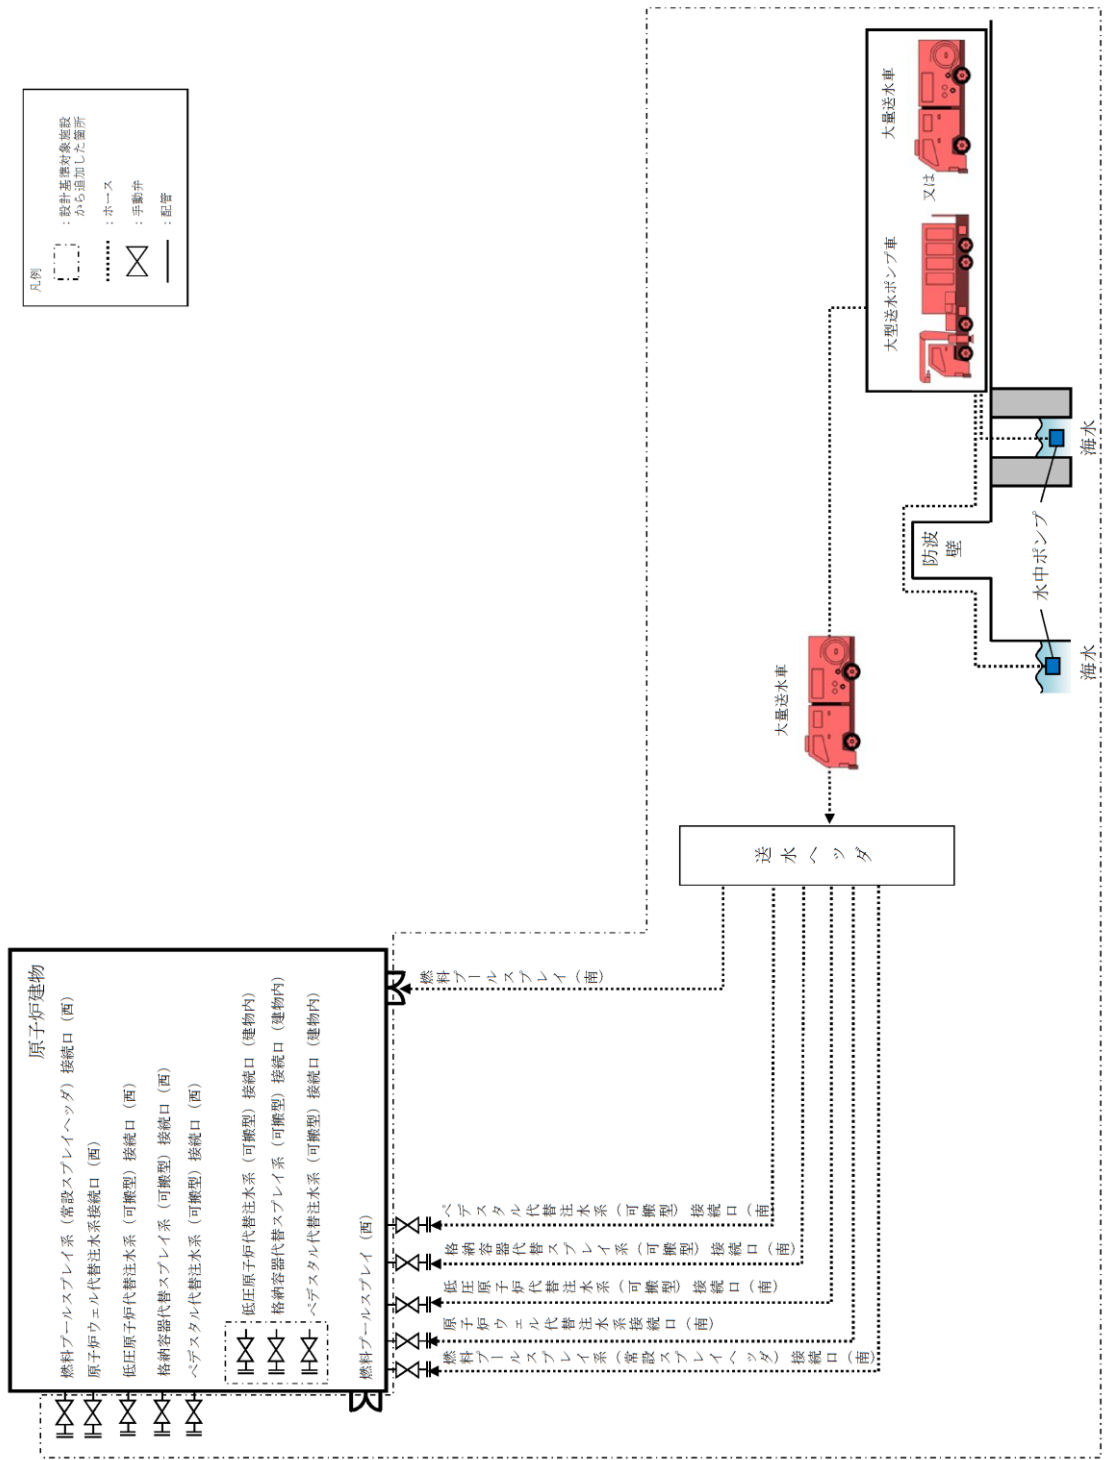 凡例
：設計基準対象施設
から追加した箇所
：ホース
：手動弁
：配管
原子炉建物
燃料プールスプレイ系（常設スプレイヘッダ）接続口（西）
原子炉ウェル代替注水系接続口（西）
低圧原子炉代替注水系（可搬型）接続口（西）
格納容器代替スプレイ系（可搬型）接続口（西）
ペデスタル代替注水系（可搬型）接続口（西）
低圧原子炉代替注水系（可搬型）接続口（建物内）
格納容器代替スプレイ系（可搬型）接続口（建物内）
ペデスタル代替注水系（可搬型）接続口（建物内）
燃料プールスプレイ（西）
燃料プールスプレイ（南）
ペデスタル代替注水系（可搬型）接続口（南
格納容器代替スプレイ系（可搬型）接続口（南）
低圧原子炉代替注水系（可搬型）接続口（南）
原子炉ウェル代替注水系接続口（南）
燃料プールスプレイ系（常設スプレイヘッダ）接続口（南）
送水ヘッダ
大量送水車
大型送水ポンプ車
又は
大量送水車
防波
壁
水中ポンプ
海水
海水